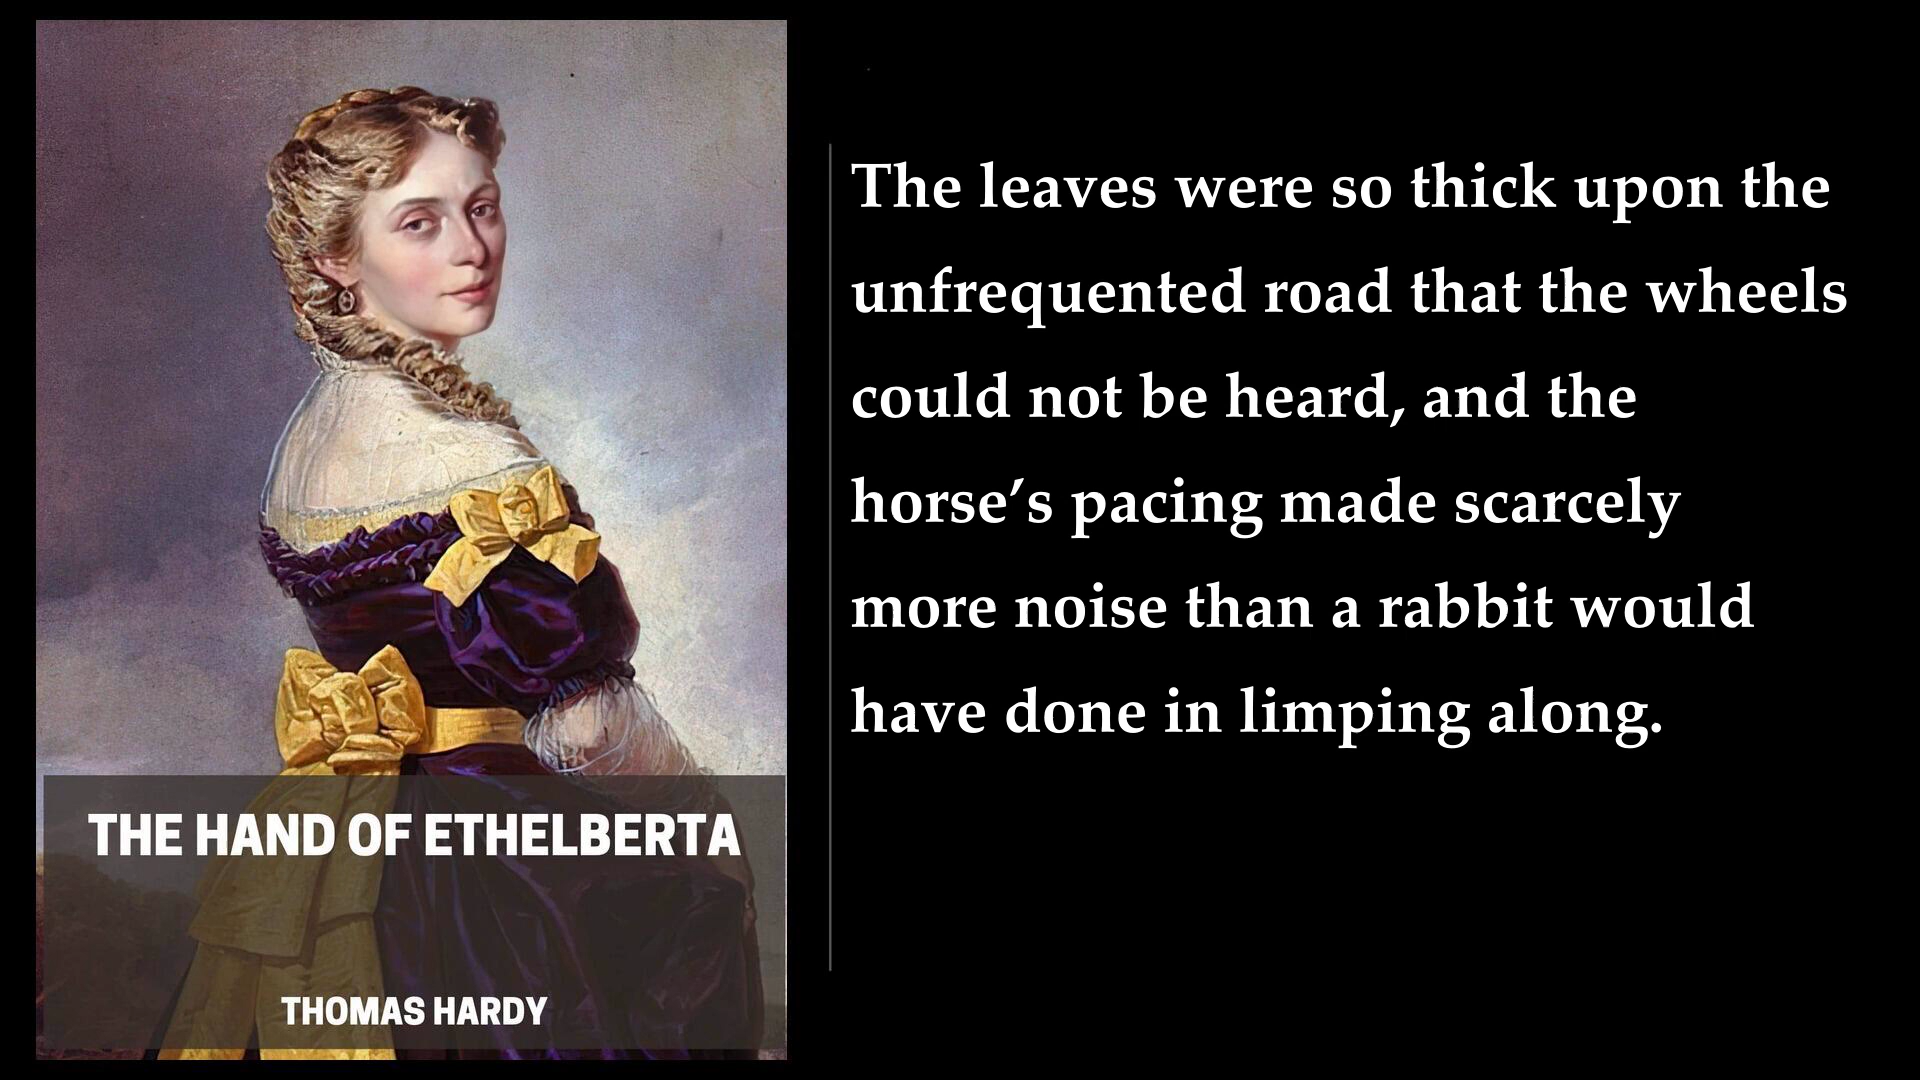 THE HAND OF ETHELBERTA
THOMAS HARDY
The leaves were so thick upon the
unfrequented road that the wheels
could not be heard, and the
horse’s pacing made scarcely
more noise than a rabbit would
have done in limping along.